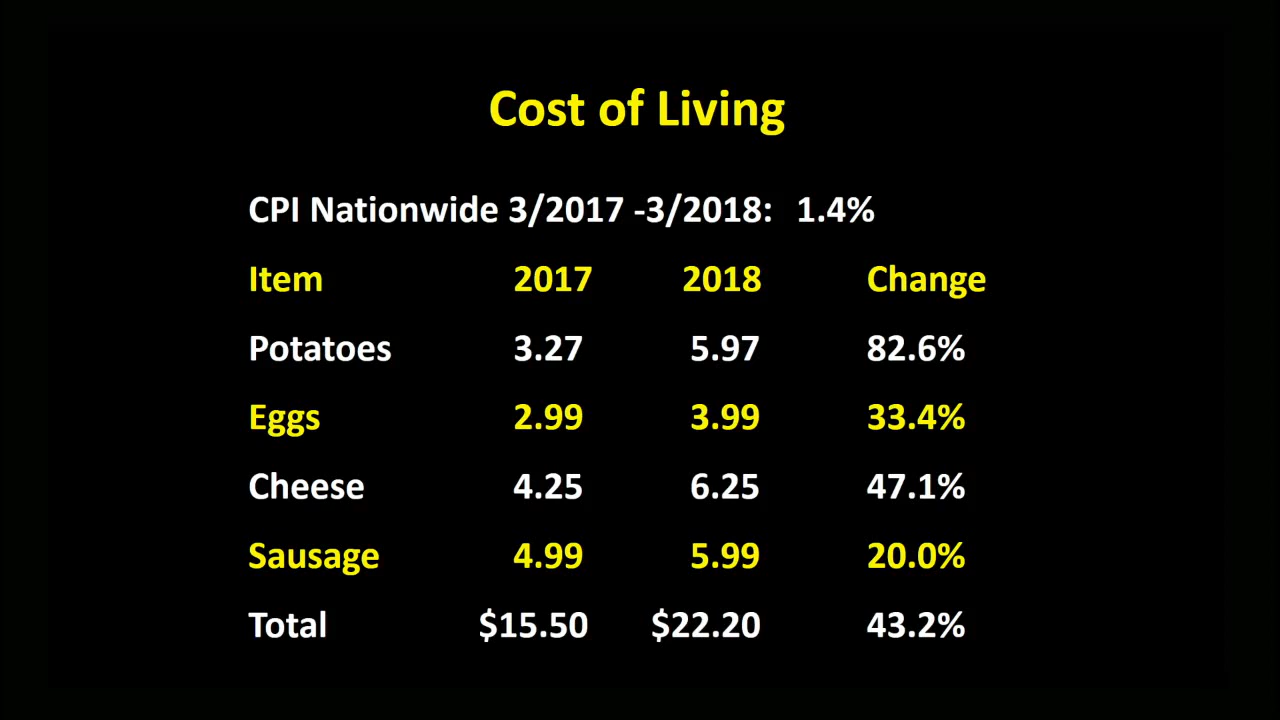 Cost of Living
CPI Nationwide 3/2017 -3/2018: 1.4%
Item 2017 2018 Change
Potatoes 3.27 5.97 82.6%
Eggs 2.99 3.99 33.4%
Cheese 4.25 6.25 47.1%
Sausage 4.99 5.99 20.0%
Total $15.50 $22.20 43.2%